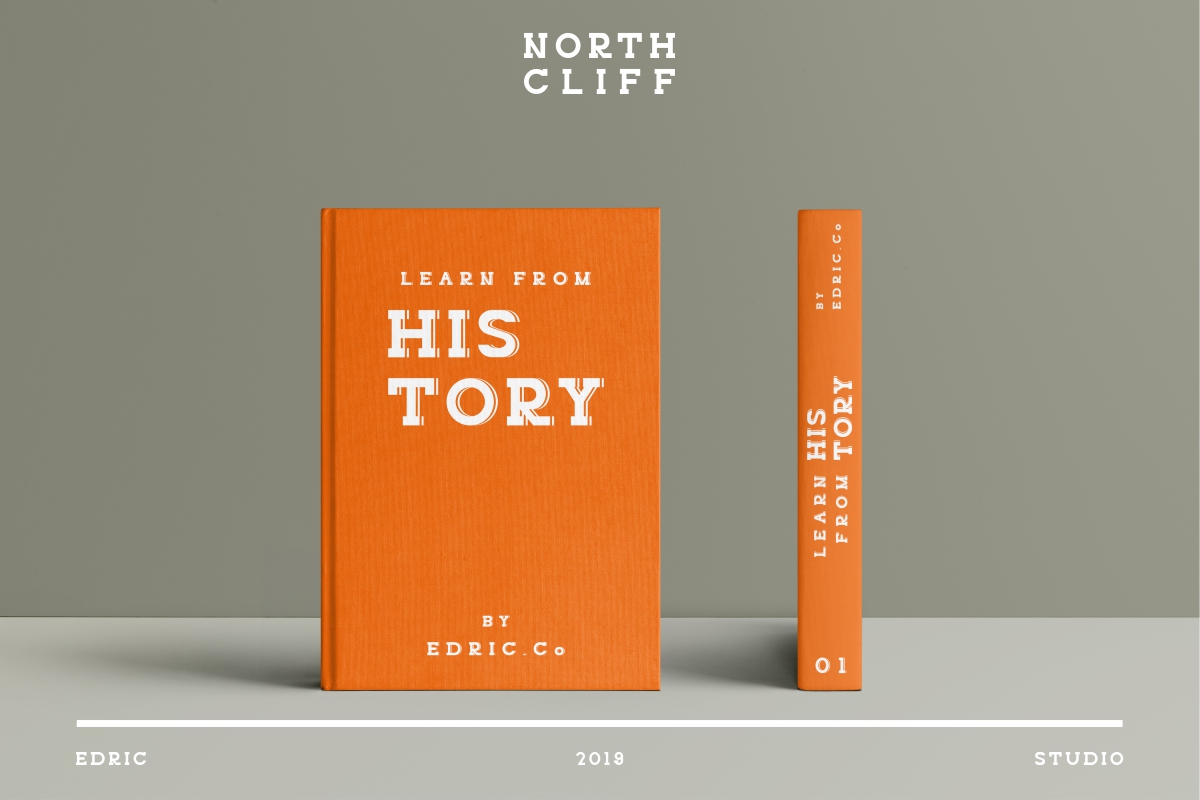 NORTH
CLIFF
LEARN FROM
HIS
TORY
BY
EDRIC.Co
BY
EDRIC.Co
LEARN HIS
FROM TORY
01
EDRIC
2019
STUDIO